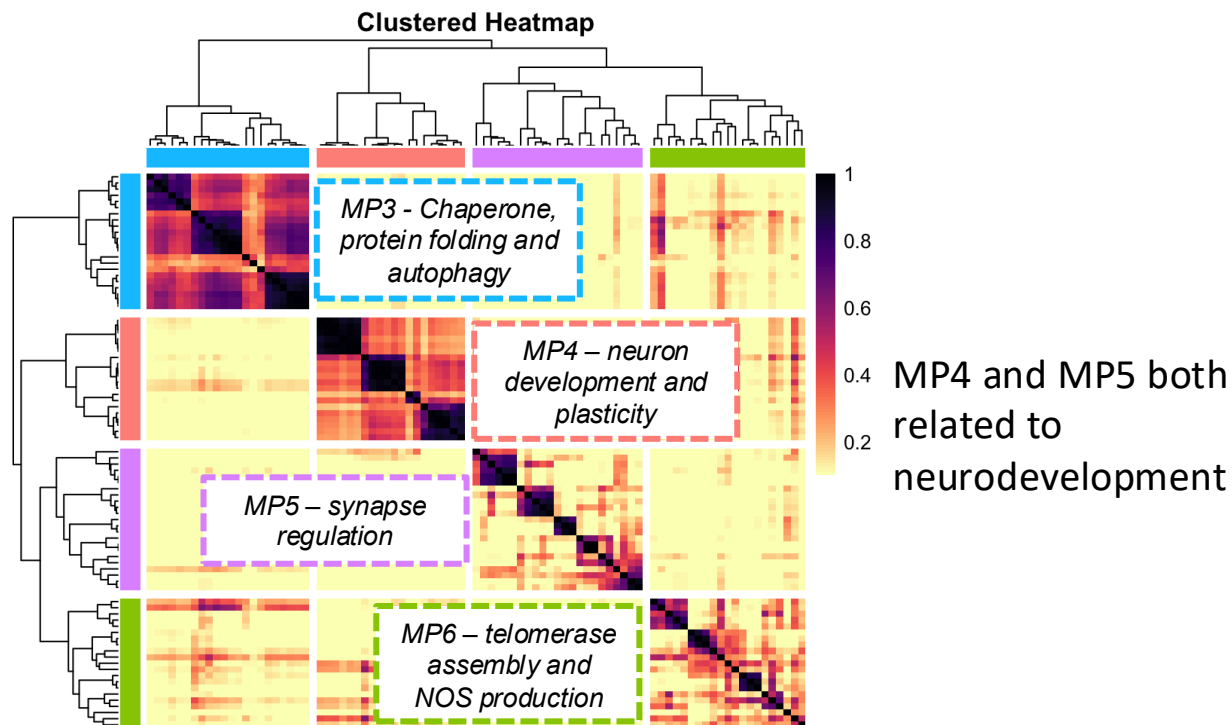 Clustered Heatmap
MP3 - Chaperone,
protein folding and
autophagy
MP4 – neuron
development and
plasticity
MP5 – synapse
regulation
MP6 – telomerase
assembly and
NOS production
1
0.8
0.6
0.4
0.2
MP4 and MP5 both
related to
neurodevelopment